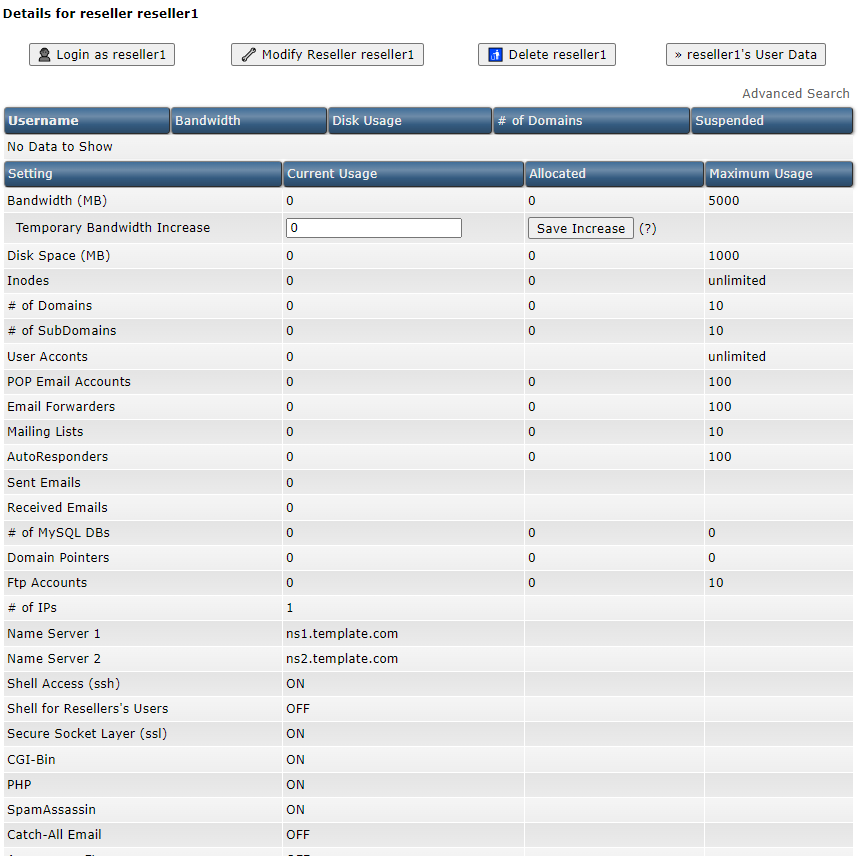 Details for reseller reseller1
Login as reseller1 Modify Reseller reseller1 Delete reseller1 » reseller1's User Data
Advanced Search
Username Bandwidth Disk Usage # of Domains Suspended
No Data to Show
Setting Current Usage Allocated Maximum Usage
Bandwidth (MB) 0 0 5000
Temporary Bandwidth Increase 0 Save Increase (?)
Disk Space (MB) 0 0 1000
Inodes 0 0 unlimited
# of Domains 0 0 10
# of SubDomains 0 0 10
User Acconts 0 unlimited
POP Email Accounts 0 0 100
Email Forwarders 0 0 100
Mailing Lists 0 0 10
AutoResponders 0 0 100
Sent Emails 0
Received Emails 0
# of MySQL DBs 0 0 0
Domain Pointers 0 0 0
Ftp Accounts 0 0 10
# of IPs 1
Name Server 1 ns1.template.com
Name Server 2 ns2.template.com
Shell Access (ssh) ON
Shell for Resellers's Users OFF
Secure Socket Layer (ssl) ON
CGI-Bin ON
PHP ON
SpamAssassin ON
Catch-All Email OFF